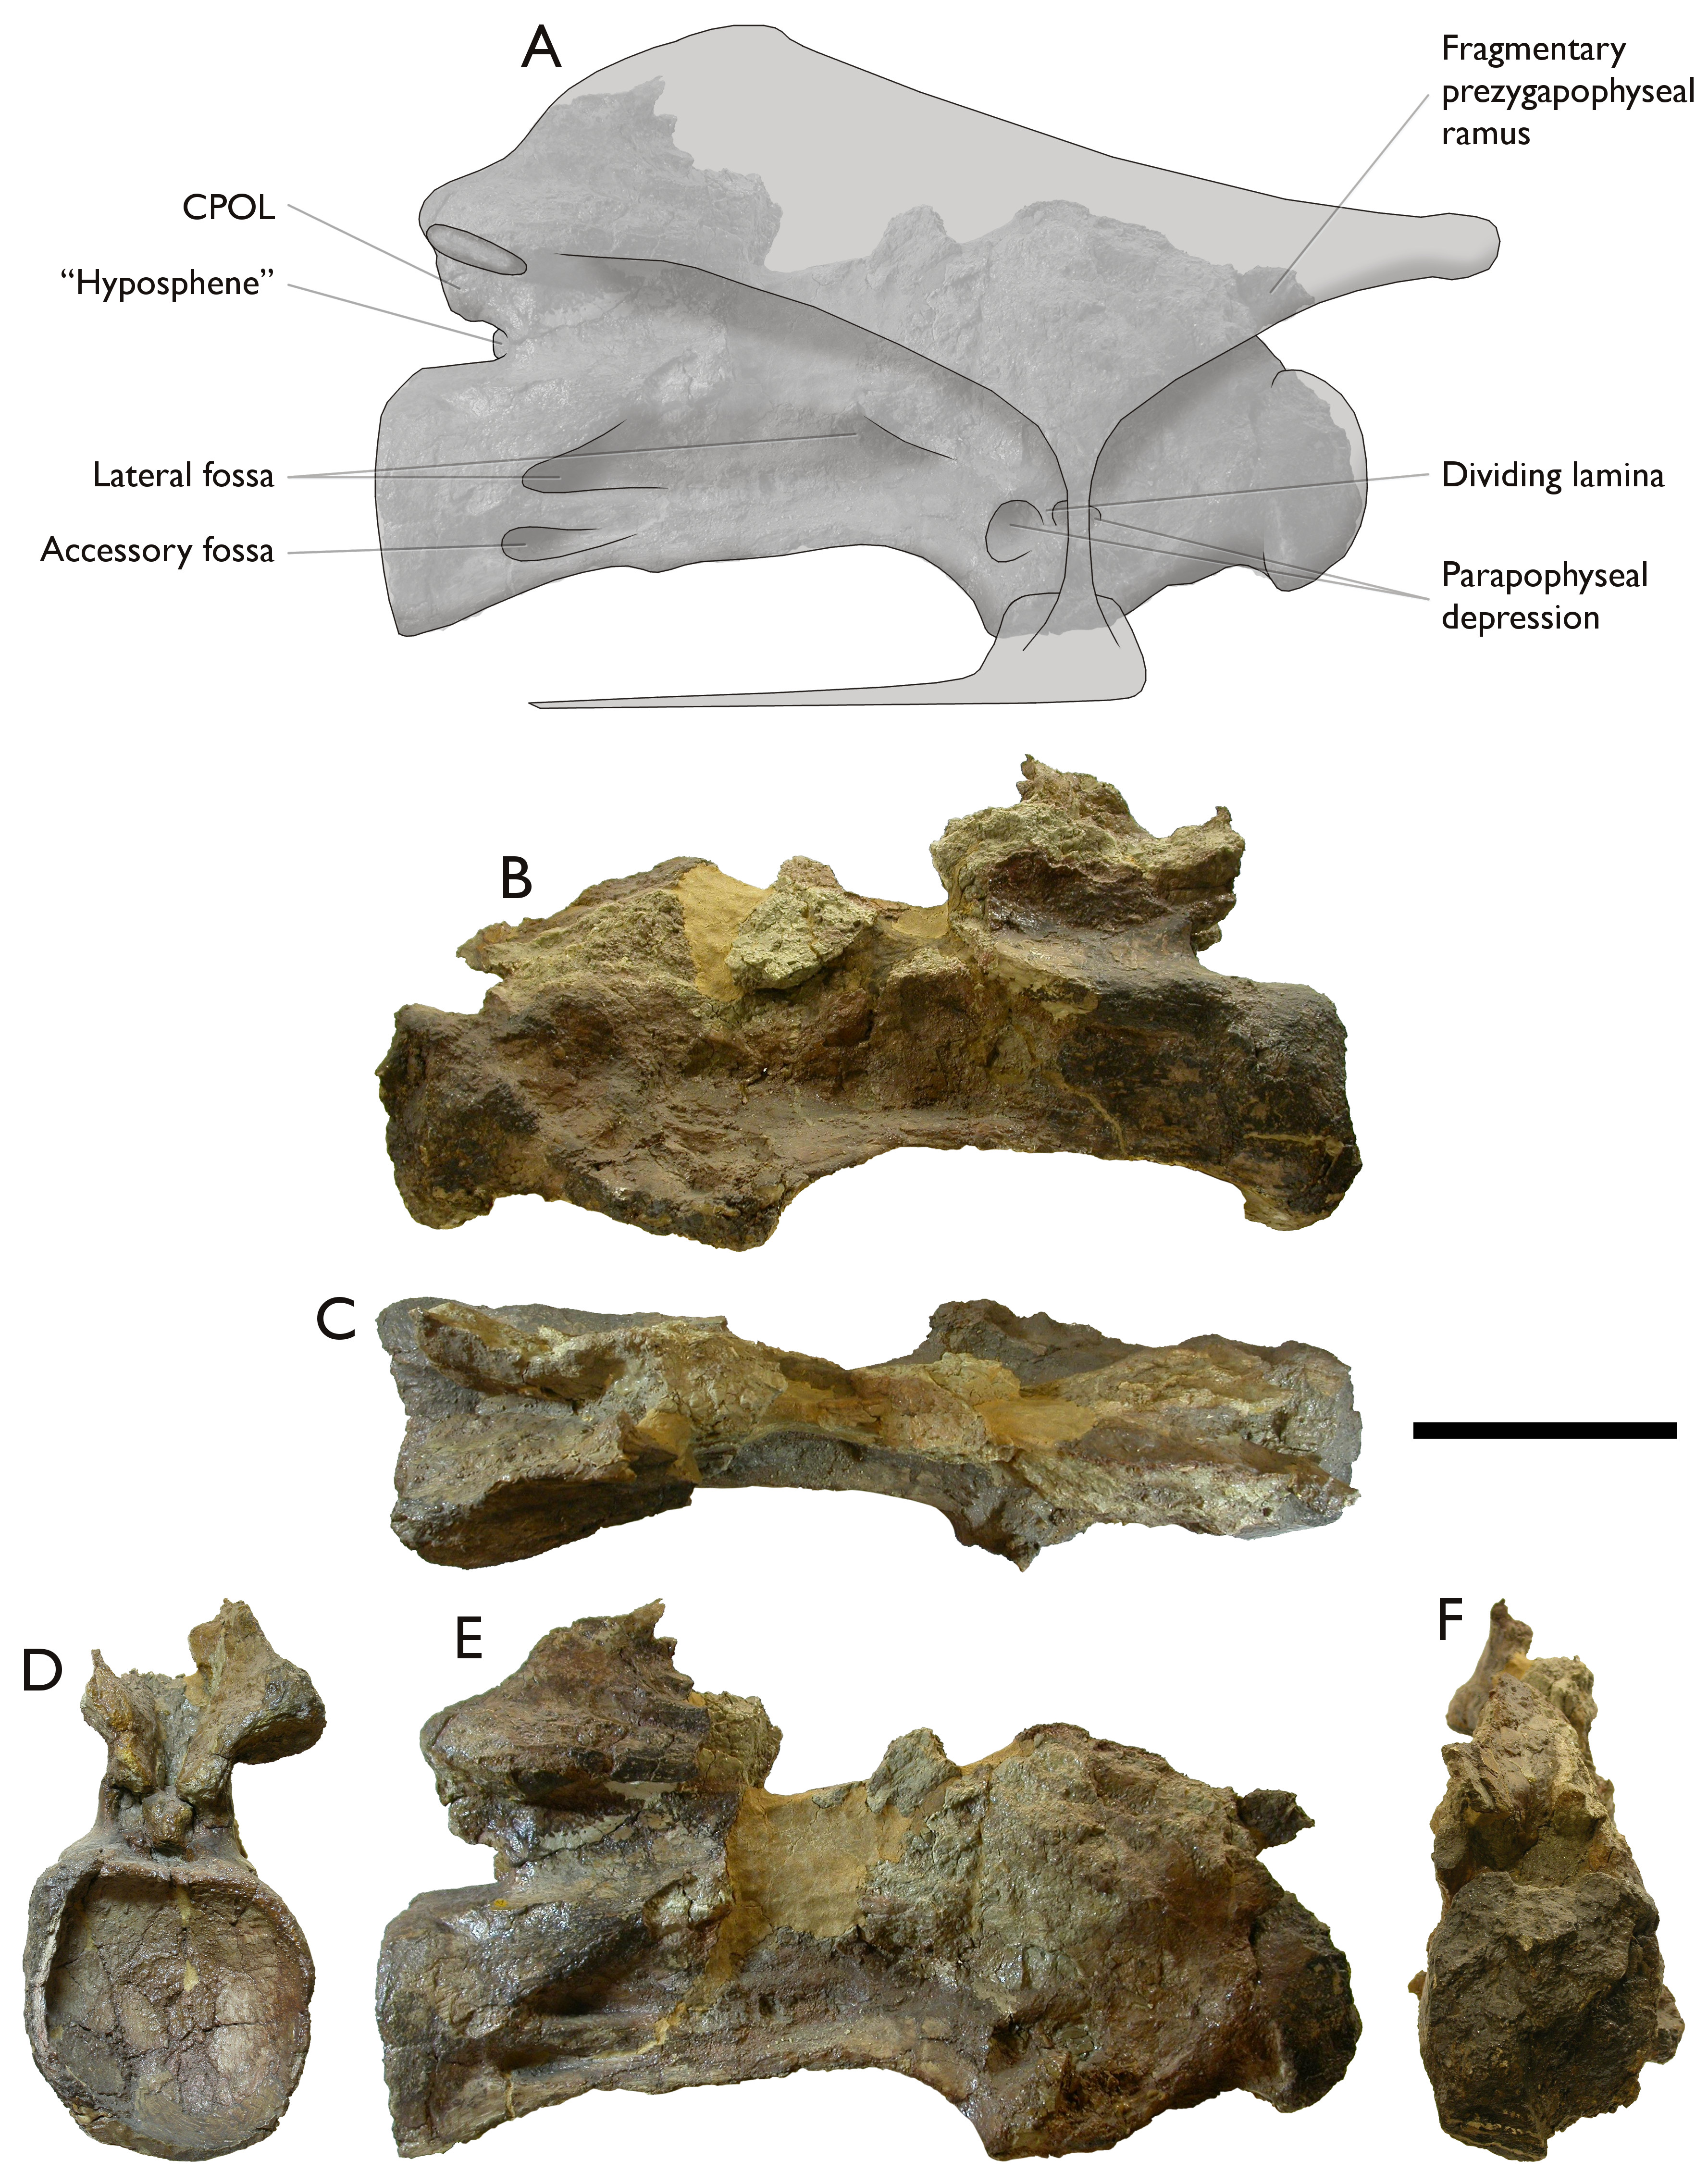 A
Fragmentary
prezygapophyseal
ramus
CPOL
“Hyposphene”
Lateral fossa
Accessory fossa
Dividing lamina
Parapophyseal
depression
B
C
D
E
F